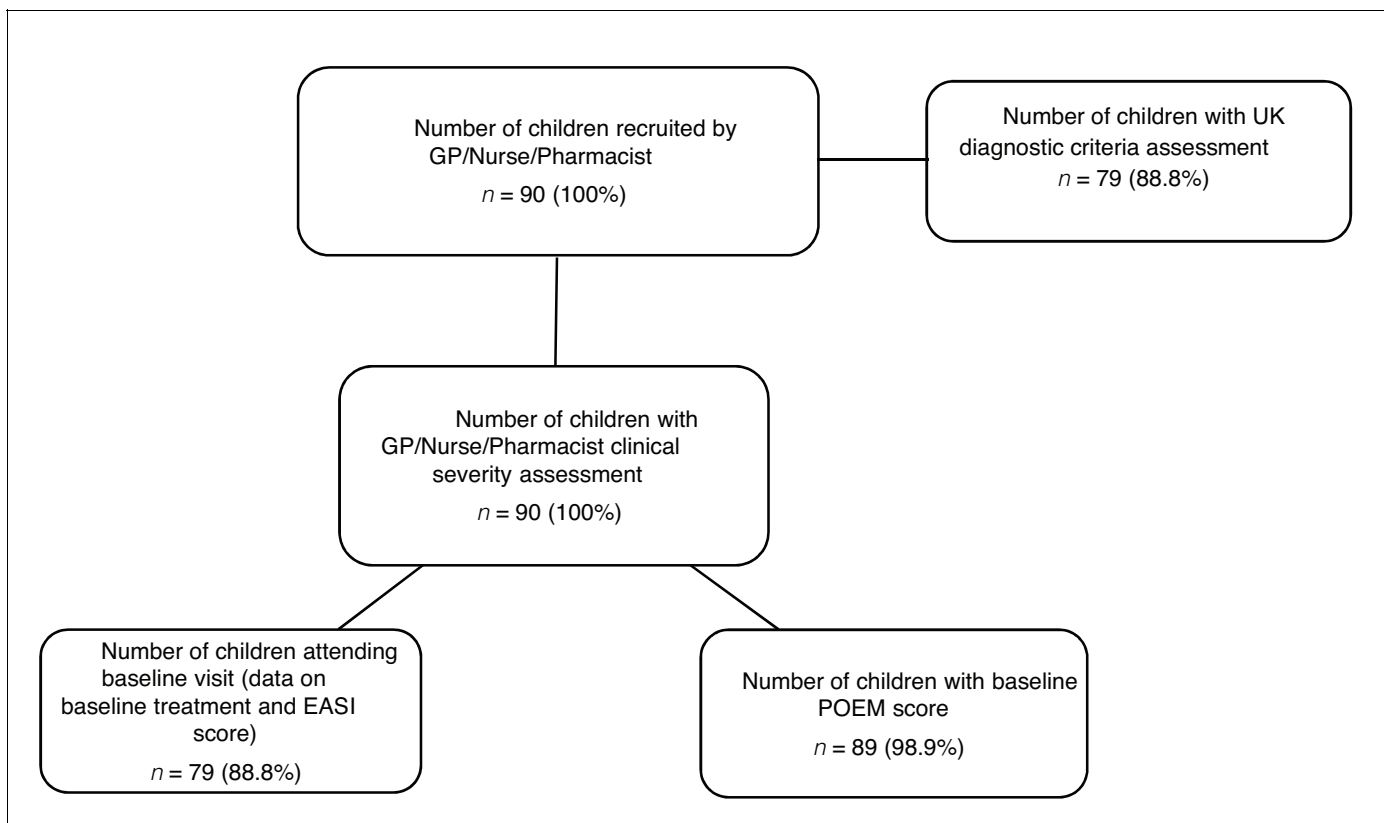 Number of children recruited by
GP/Nurse/Pharmacist
n = 90 (100%)
Number of children with UK
diagnostic criteria assessment
n = 79 (88.8%)
Number of children with
GP/Nurse/Pharmacist clinical
severity assessment
n = 90 (100%)
Number of children attending
baseline visit (data on
baseline treatment and EASI
score)
n = 79 (88.8%)
Number of children with baseline
POEM score
n = 89 (98.9%)